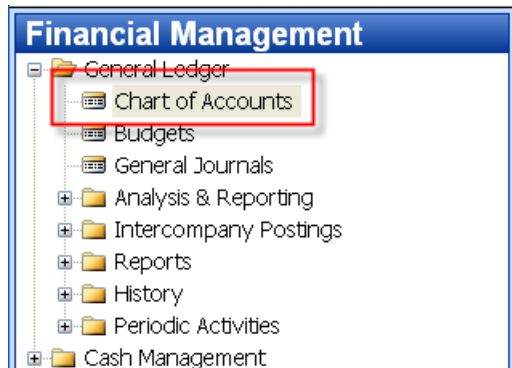 Financial Management
General Ledger
Chart of Accounts
Budgets
General Journals
Analysis & Reporting
Intercompany Postings
Reports
History
Periodic Activities
Cash Management